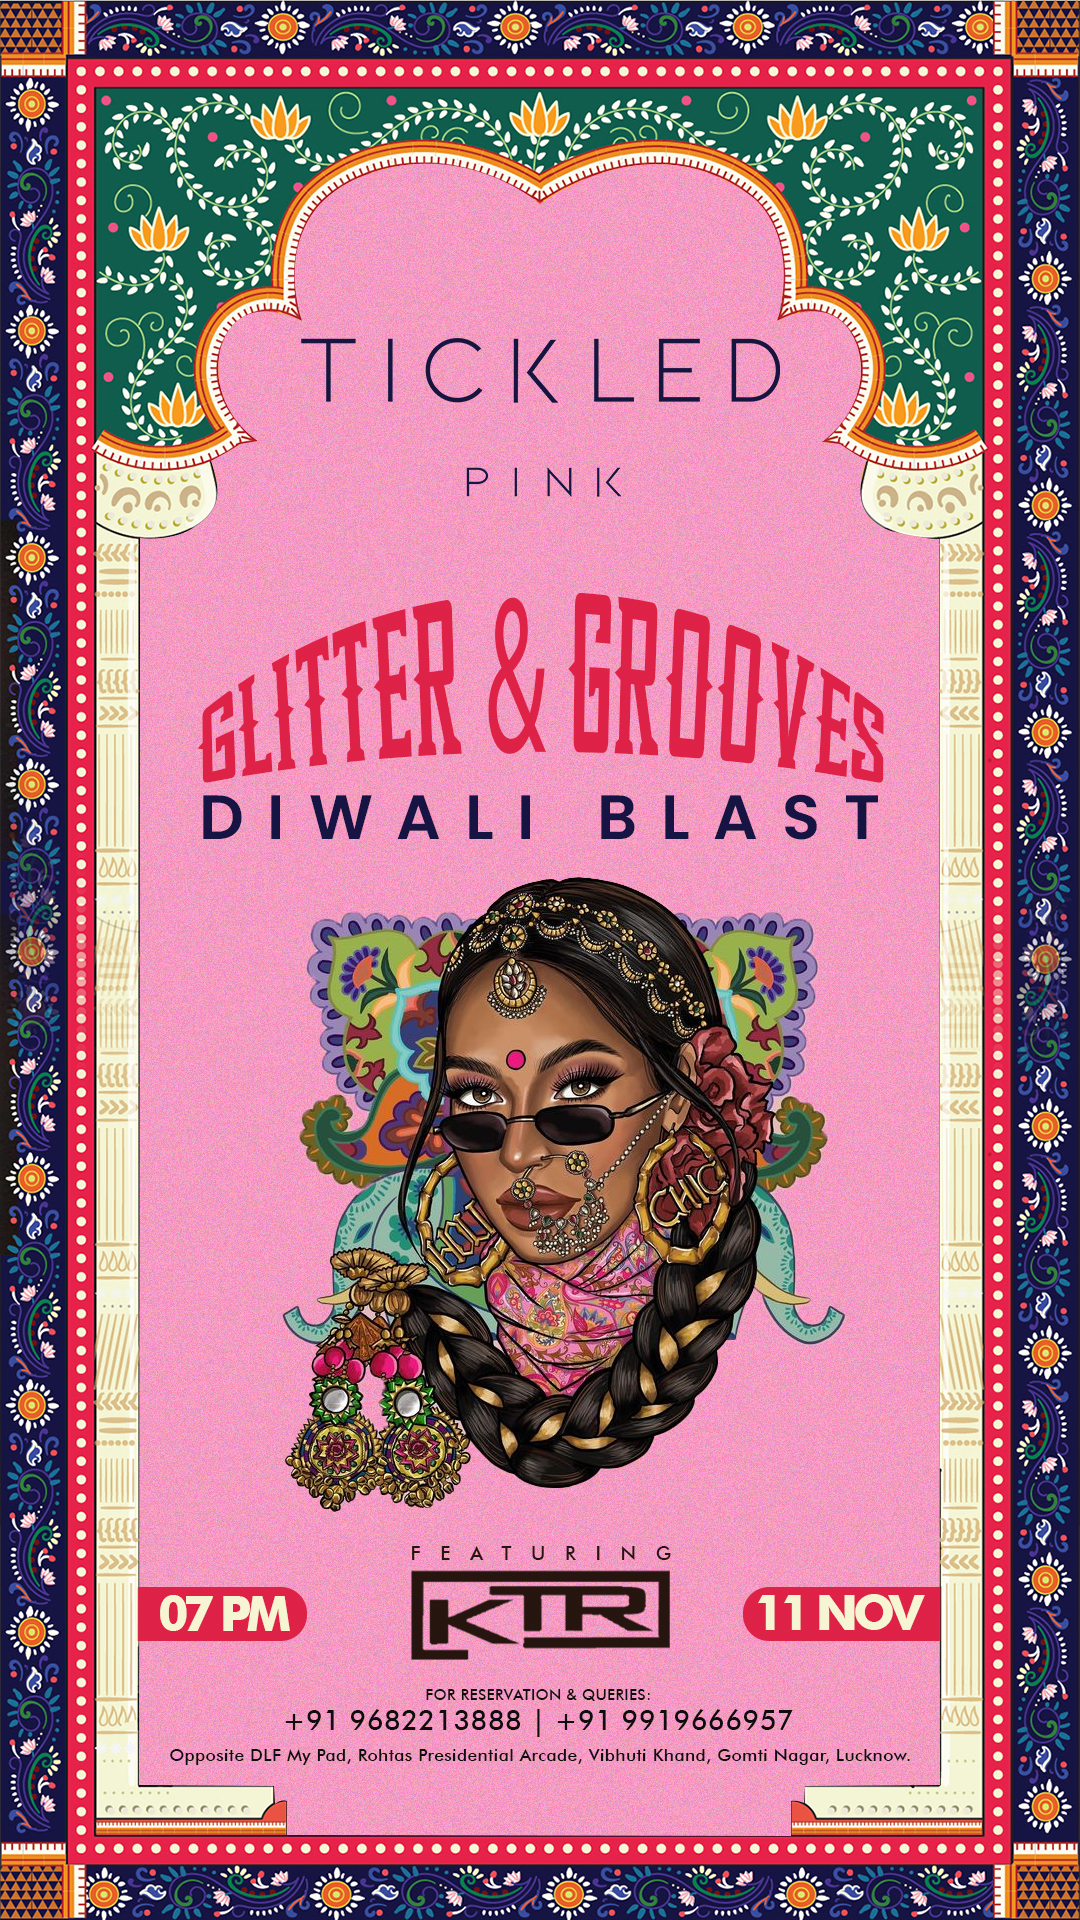 TICKLED
PINK
GLITTER & GROOVES
DIWALI BLAST
CHIC
FEATURING
KTR
07 PM
11 NOV
FOR RESERVATION & QUERIES:
+91 9682213888 | +91 9919666957
Opposite DLF My Pad, Rohtas Presidential Arcade, Vibhuti Khand, Gomti Nagar, Lucknow.